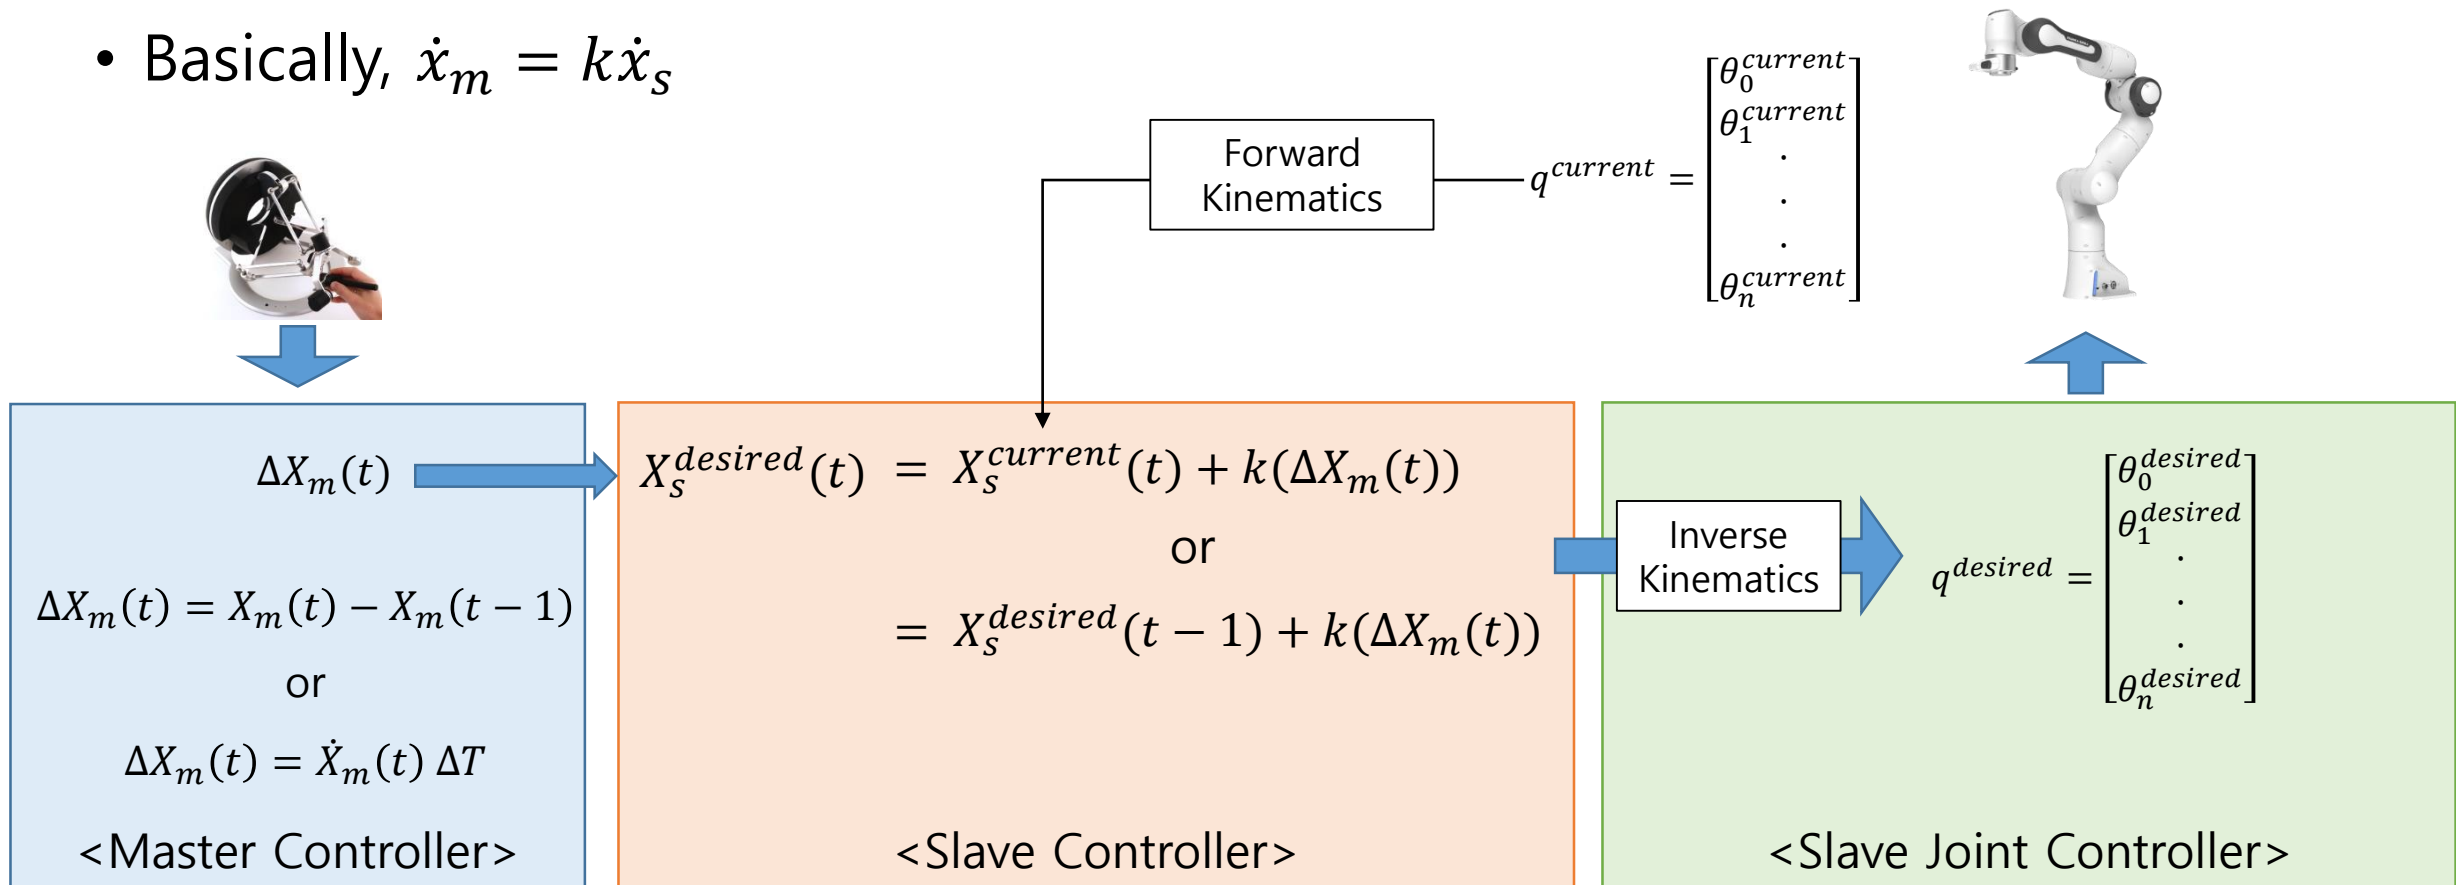 • Basically, ẋ_m = kẋ_s
Forward
Kinematics
q^{current} = [θ_0^{current}
θ_1^{current}
.
.
.
θ_n^{current}]
ΔX_m(t)
ΔX_m(t) = X_m(t) − X_m(t − 1)
or
ΔX_m(t) = Ẋ_m(t) ΔT
<Master Controller>
X_s^{desired}(t) = X_s^{current}(t) + k(ΔX_m(t))
or
= X_s^{desired}(t − 1) + k(ΔX_m(t))
<Slave Controller>
Inverse
Kinematics
q^{desired} = [θ_0^{desired}
θ_1^{desired}
.
.
.
θ_n^{desired}]
<Slave Joint Controller>